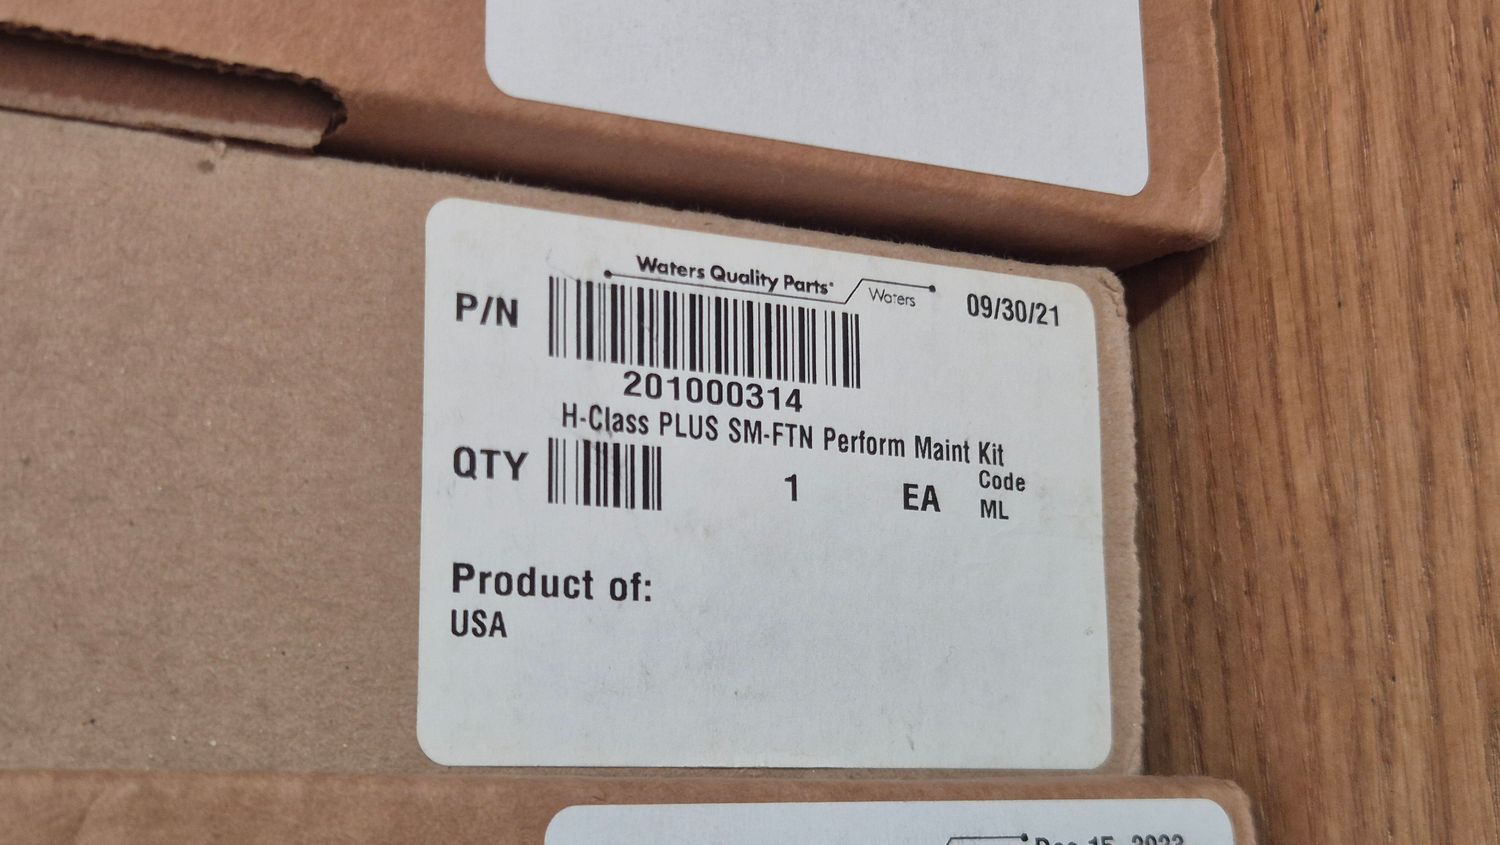 Waters Quality Parts®
Waters
09/30/21
P/N
201000314
H-Class PLUS SM-FTN Perform Maint Kit
QTY
1
EA
Code
ML
Product of:
USA